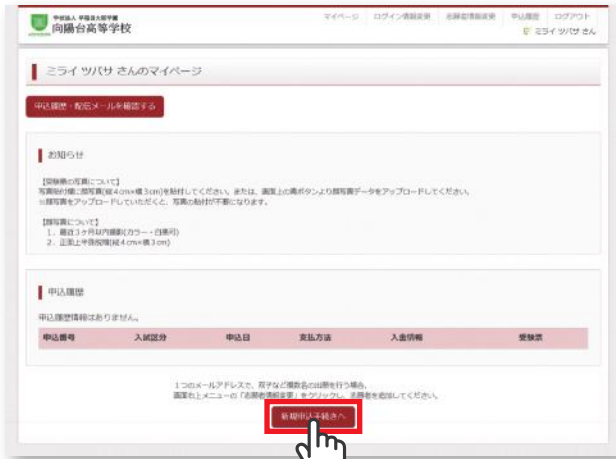 学校法人 早稲田大阪学園
向陽台高等学校
マイページ ログイン情報変更 志願者情報変更 申込履歴 ログアウト
ミライ ツバサ さん
ミライ ツバサ さんのマイページ
申込履歴・配信メールを確認する
お知らせ
【受験票の写真について】
写真貼付欄に顔写真(縦4cm×横3cm)を貼付してください。または、画面上の青ボタンより顔写真データをアップロードしてください。
※顔写真をアップロードしていただくと、写真の貼付が不要になります。
【顔写真について】
1. 最近3ヶ月以内撮影(カラー・白黒可)
2. 正面上半身脱帽(縦4cm×横3cm)
申込履歴
申込履歴情報はありません。
申込番号 入試区分 申込日 支払方法 入金情報 受験票
1つのメールアドレスで、双子など複数名の出願を行う場合、
画面右上メニューの「志願者情報変更」をクリックし、志願者を追加してください。
新規申込手続きへ